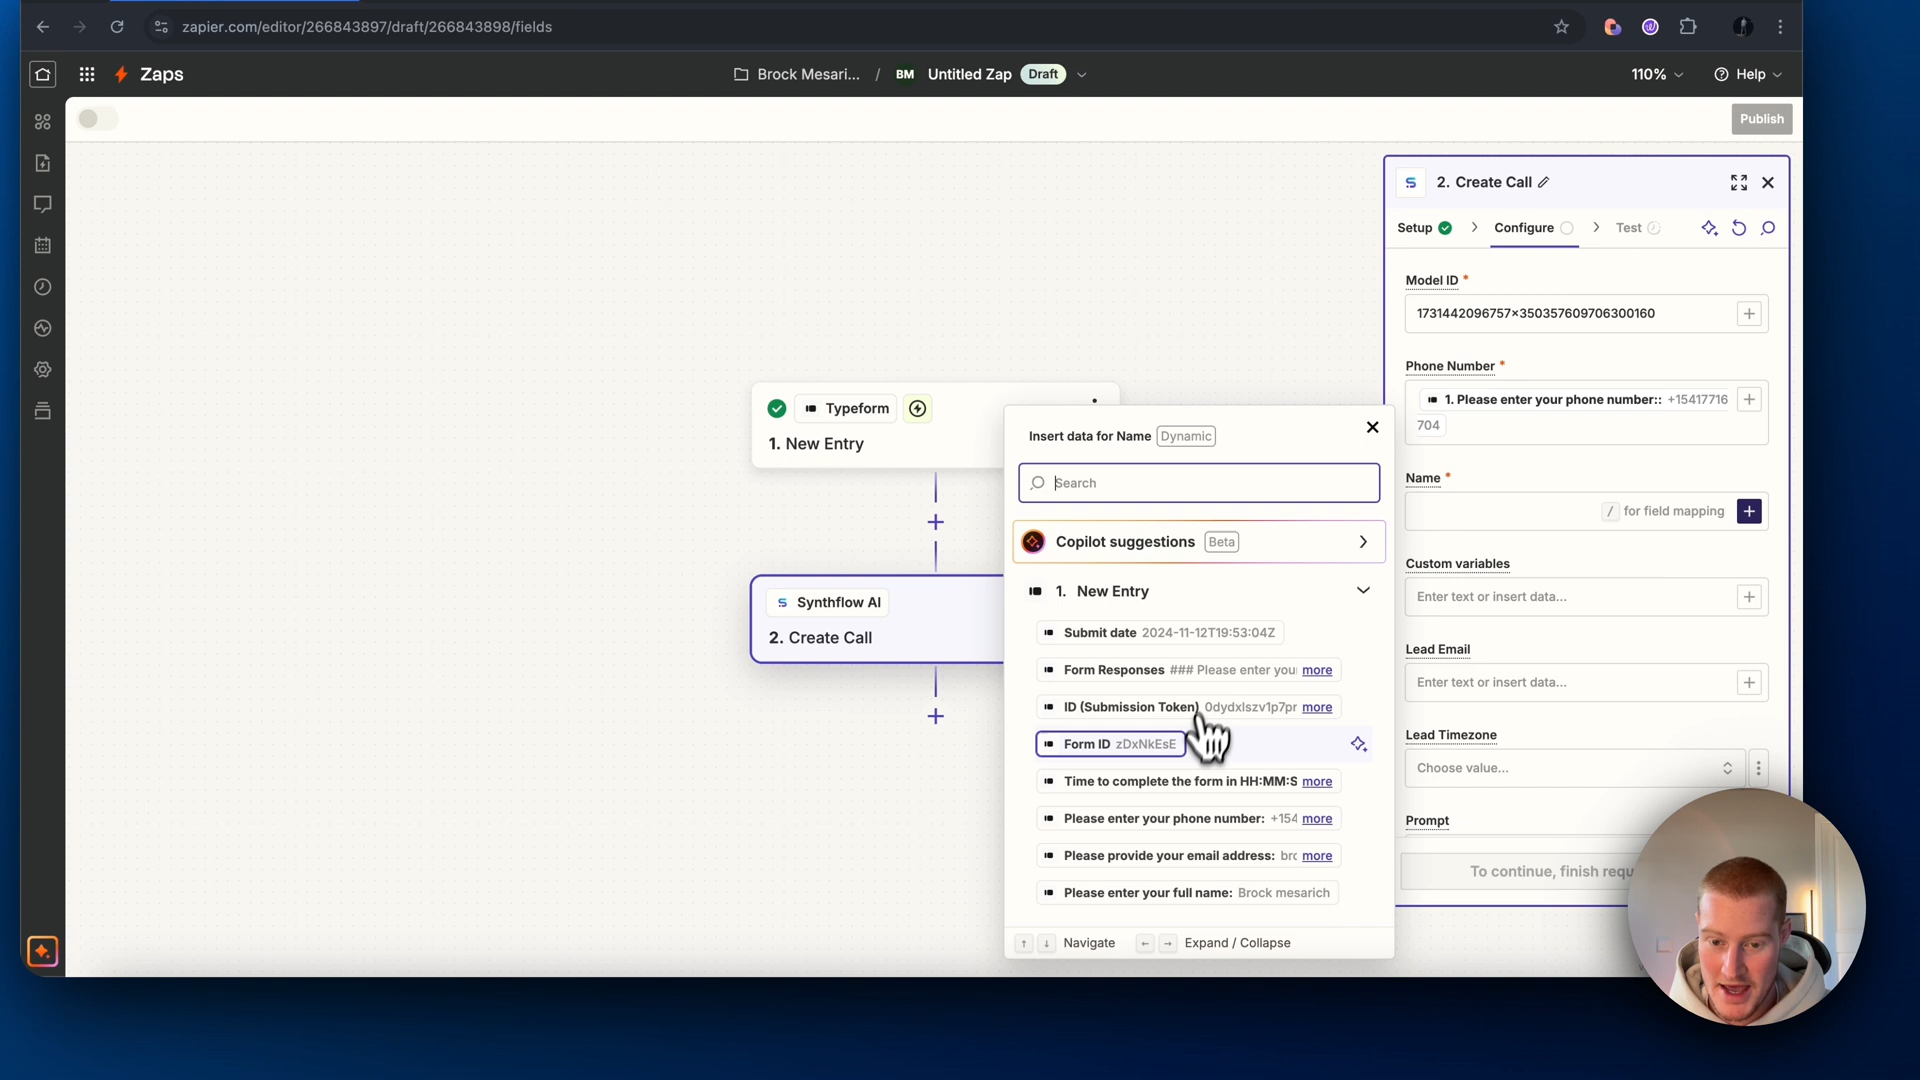 zapier.com/editor/266843897/draft/266843898/fields
Zaps
Brock Mesari... / BM Untitled Zap Draft
110%
Help
Publish
2. Create Call
Setup
Configure
Test
Model ID *
1731442096757x350357609706300160
Phone Number *
1. Please enter your phone number:: +15417716
704
Name *
/ for field mapping
Custom variables
Enter text or insert data...
Lead Email
Enter text or insert data...
Lead Timezone
Choose value...
Prompt
To continue, finish requ
Typeform
1. New Entry
Synthflow AI
2. Create Call
Insert data for Name Dynamic
Search
Copilot suggestions Beta
1. New Entry
Submit date 2024-11-12T19:53:04Z
Form Responses ### Please enter you more
ID (Submission Token) 0dydxlszv1p7pr more
Form ID zDxNkEsE
Time to complete the form in HH:MM:S more
Please enter your phone number: +154 more
Please provide your email address: brc more
Please enter your full name: Brock mesarich
↑ ↓ Navigate ← → Expand / Collapse